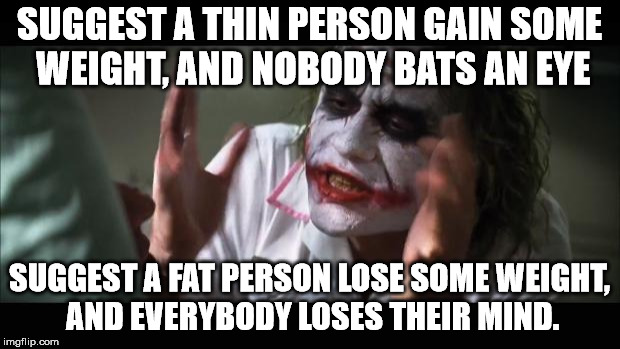 SUGGEST A THIN PERSON GAIN SOME
WEIGHT, AND NOBODY BATS AN EYE
SUGGEST A FAT PERSON LOSE SOME WEIGHT,
AND EVERYBODY LOSES THEIR MIND.
imgflip.com